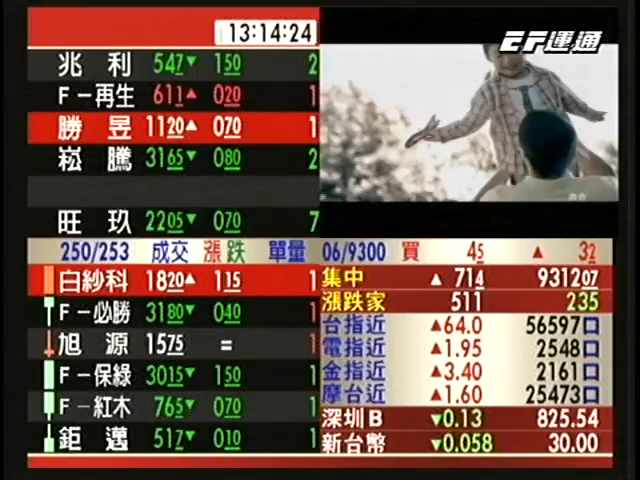 13:14:24
EF運通
兆 利 547▼ 150 2
F－再生 611▲ 020 1
勝 昱 1120▲ 070 1
崧 騰 3165▼ 080 2
旺 玖 2205▼ 070 7
250/253 成交 漲跌 單量
06/9300 買 45 ▲ 32
白紗科 1820▲ 115 1
集中 ▲ 714 931207
F－必勝 3180▼ 040 1
漲跌家 511 235
旭 源 1575 = 1
台指近 ▲64.0 56597口
電指近 ▲1.95 2548口
F－保綠 3015▼ 150 1
金指近 ▲3.40 2161口
F－紅木 765▼ 070 1
摩台近 ▲1.60 25473口
鉅 邁 517▼ 010 1
深圳B ▼0.13 825.54
新台幣 ▼0.058 30.00